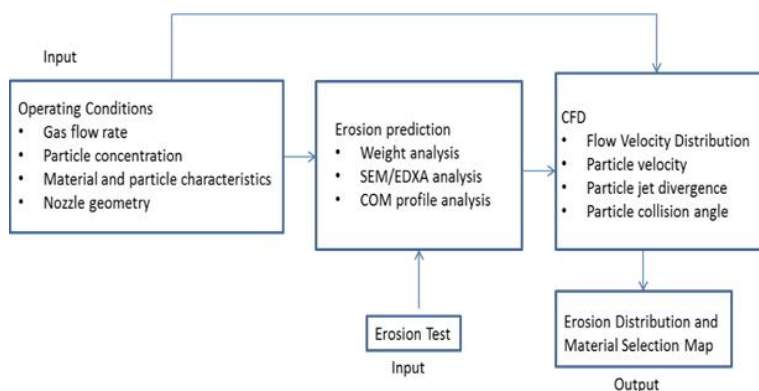 Input
Operating Conditions
• Gas flow rate
• Particle concentration
• Material and particle characteristics
• Nozzle geometry
Erosion prediction
• Weight analysis
• SEM/EDXA analysis
• COM profile analysis
CFD
• Flow Velocity Distribution
• Particle velocity
• Particle jet divergence
• Particle collision angle
Erosion Test
Input
Erosion Distribution and
Material Selection Map
Output